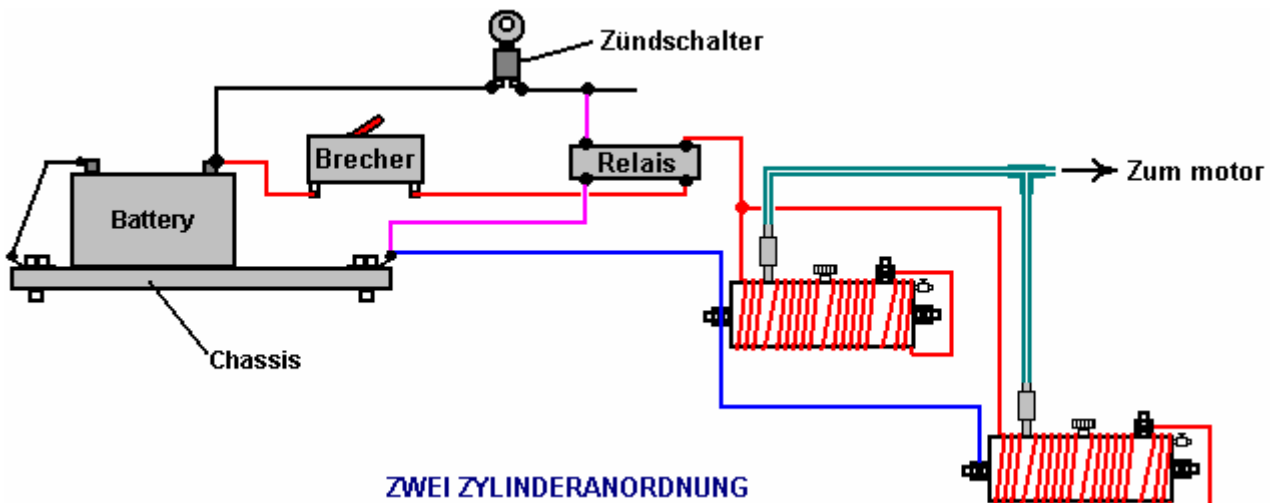 Zündschalter
Brecher
Relais
Zum motor
Battery
Chassis
ZWEI ZYLINDERANORDNUNG